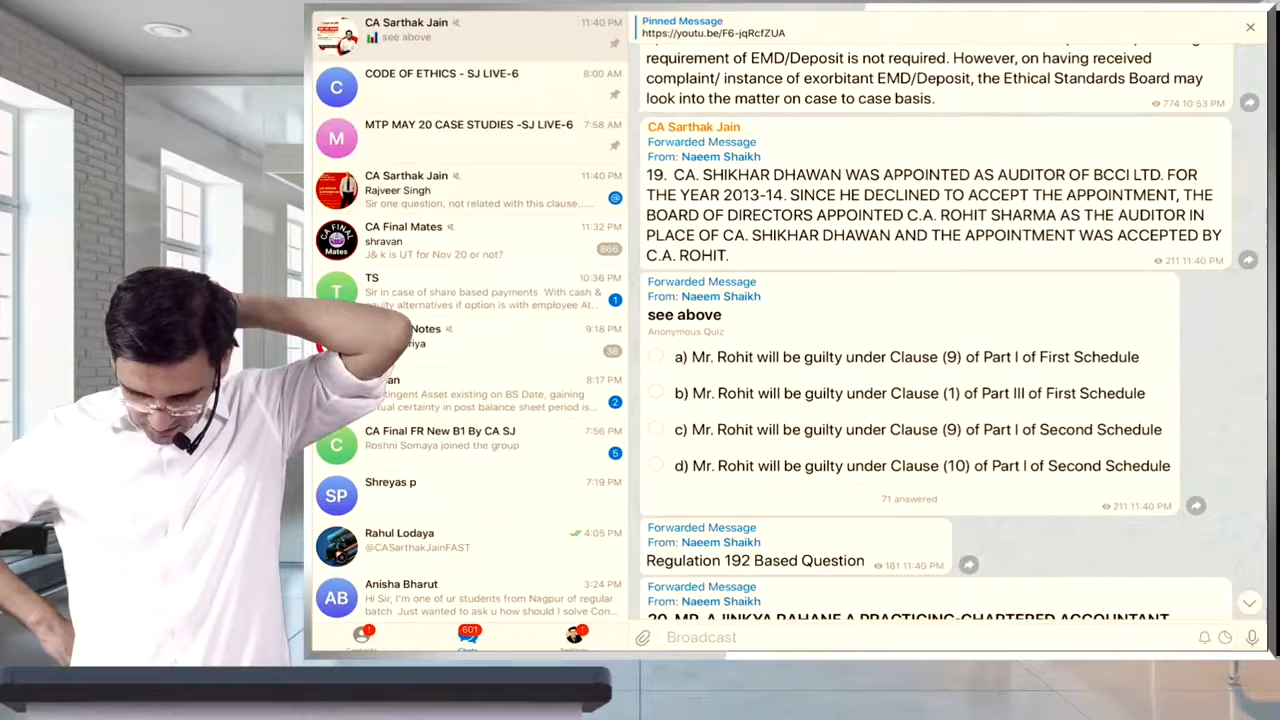 CA Sarthak Jain
11:40 PM
see above
C
CODE OF ETHICS - SJ LIVE-6
8:00 AM
M
MTP MAY 20 CASE STUDIES -SJ LIVE-6
7:58 AM
CA Sarthak Jain
11:40 PM
Rajveer Singh
Sir one question, not related with this clause......
@
CA FINAL
Mates
CA Final Mates
11:32 PM
shravan
J& k is UT for Nov 20 or not?
866
T
TS
10:36 PM
Sir in case of share based payments With cash &
equity alternatives if option is with employee At...
1
Notes
9:18 PM
riya
38
an
8:17 PM
tingent Asset existing on BS Date, gaining
tual certainty in post balance sheet period is...
2
C
CA Final FR New B1 By CA SJ
7:56 PM
Roshni Somaya joined the group
5
SP
Shreyas p
7:19 PM
Rahul Lodaya
4:05 PM
@CASarthakJainFAST
AB
Anisha Bharut
3:24 PM
Hi Sir, I'm one of ur students from Nagpur of regular
batch Just wanted to ask u how should I solve Con...
!
601
!
Chats
Pinned Message
https://youtu.be/F6-jqRcfZUA
requirement of EMD/Deposit is not required. However, on having received
complaint/ instance of exorbitant EMD/Deposit, the Ethical Standards Board may
look into the matter on case to case basis.
774 10:53 PM
CA Sarthak Jain
Forwarded Message
From: Naeem Shaikh
19. CA. SHIKHAR DHAWAN WAS APPOINTED AS AUDITOR OF BCCI LTD. FOR
THE YEAR 2013-14. SINCE HE DECLINED TO ACCEPT THE APPOINTMENT, THE
BOARD OF DIRECTORS APPOINTED C.A. ROHIT SHARMA AS THE AUDITOR IN
PLACE OF CA. SHIKHAR DHAWAN AND THE APPOINTMENT WAS ACCEPTED BY
C.A. ROHIT.
211 11:40 PM
Forwarded Message
From: Naeem Shaikh
see above
Anonymous Quiz
a) Mr. Rohit will be guilty under Clause (9) of Part I of First Schedule
b) Mr. Rohit will be guilty under Clause (1) of Part III of First Schedule
c) Mr. Rohit will be guilty under Clause (9) of Part I of Second Schedule
d) Mr. Rohit will be guilty under Clause (10) of Part I of Second Schedule
71 answered
211 11:40 PM
Forwarded Message
From: Naeem Shaikh
Regulation 192 Based Question
181 11:40 PM
Forwarded Message
From: Naeem Shaikh
20. MR. AJINKYA RAHANE A PRACTICING-CHARTERED ACCOUNTANT
Broadcast